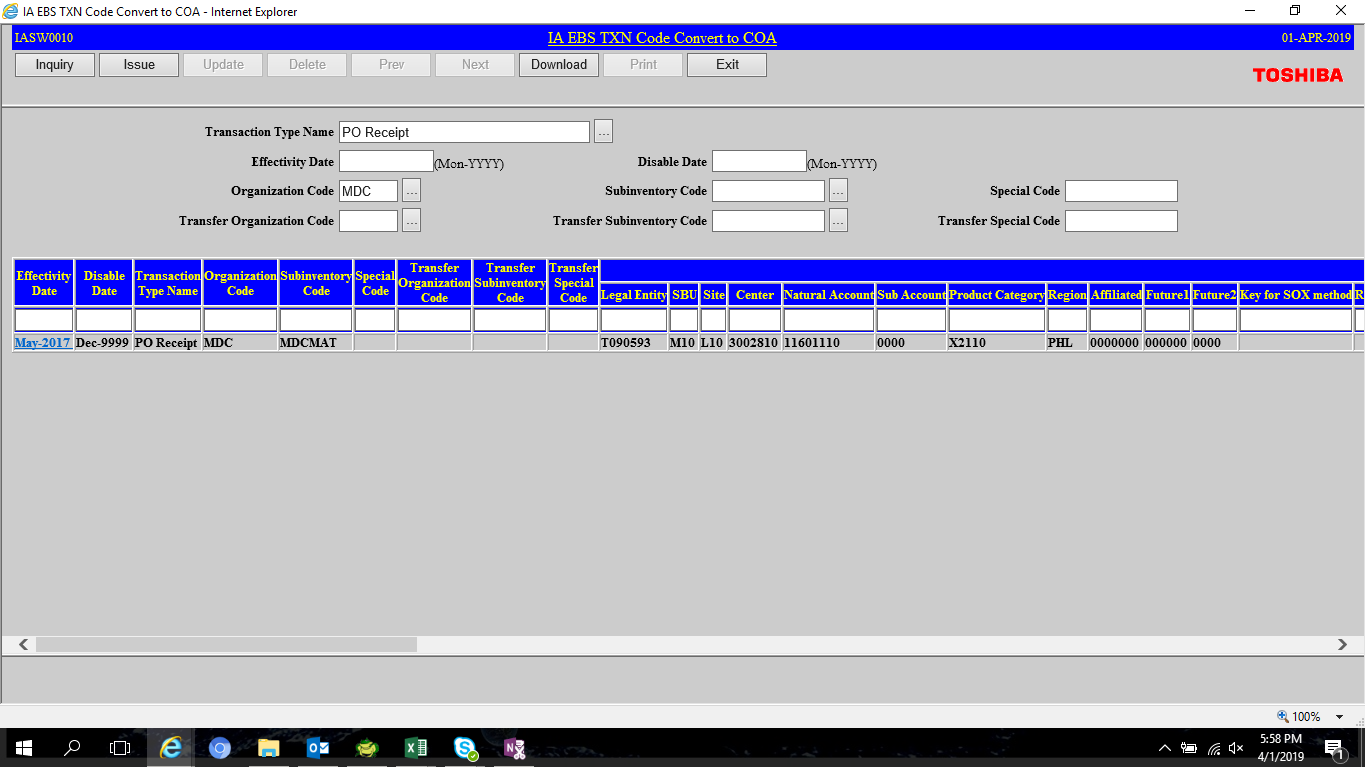 IA EBS TXN Code Convert to COA - Internet Explorer
IASW0010 IA EBS TXN Code Convert to COA 01-APR-2019
Inquiry Issue Update Delete Prev Next Download Print Exit
TOSHIBA
Transaction Type Name PO Receipt ...
Effectivity Date (Mon-YYYY) Disable Date (Mon-YYYY)
Organization Code MDC ... Subinventory Code ... Special Code
Transfer Organization Code ... Transfer Subinventory Code ... Transfer Special Code
Effectivity Date Disable Date Transaction Type Name Organization Code Subinventory Code Special Code Transfer Organization Code Transfer Subinventory Code Transfer Special Code
Legal Entity SBU Site Center Natural Account Sub Account Product Category Region Affiliated Future1 Future2 Key for SOX method R
May-2017 Dec-9999 PO Receipt MDC MDCMAT T090593 M10 L10 3002810 11601110 0000 X2110 PHL 0000000 000000 0000
100%
5:58 PM
4/1/2019
1